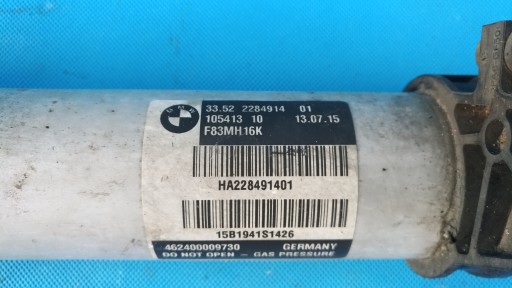 BMW
33.52 2284914 01
105413 10 13.07.15
F83MH16K
HA228491401
15B1941S1426
462400009730 GERMANY
DO NOT OPEN - GAS PRESSURE